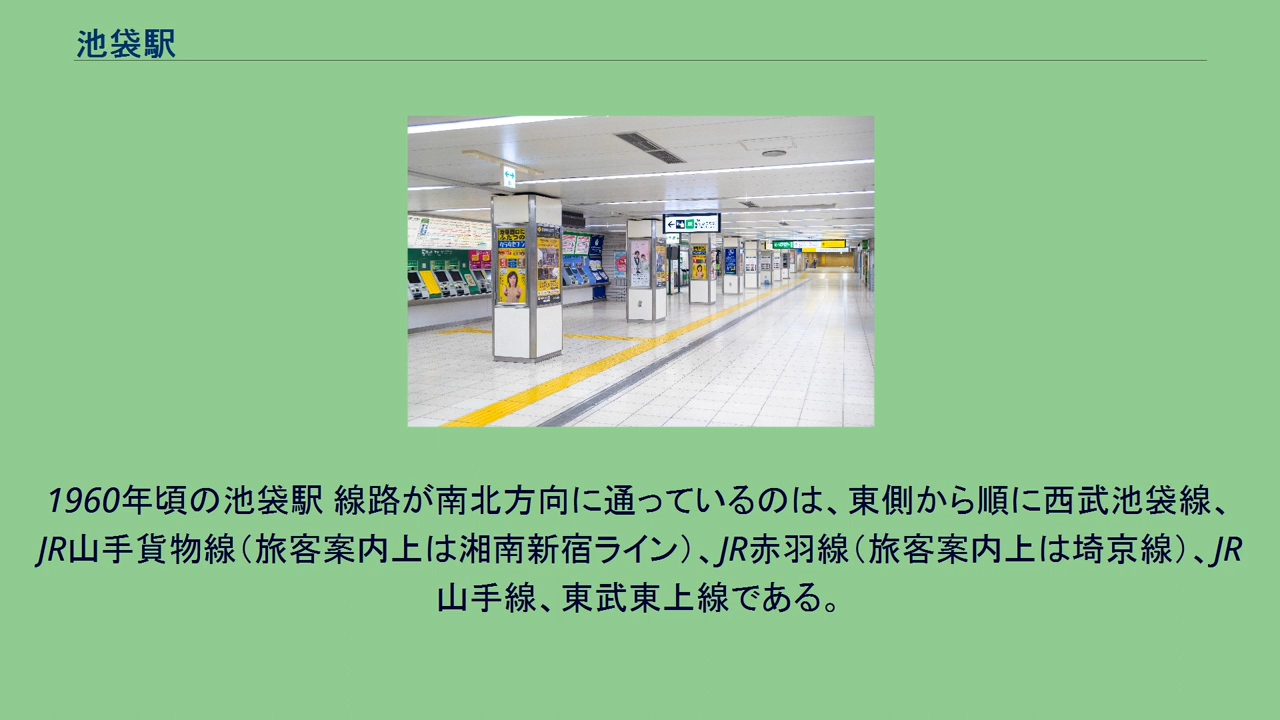 池袋駅
1960年頃の池袋駅 線路が南北方向に通っているのは、東側から順に西武池袋線、
JR山手貨物線（旅客案内上は湘南新宿ライン）、JR赤羽線（旅客案内上は埼京線）、JR
山手線、東武東上線である。